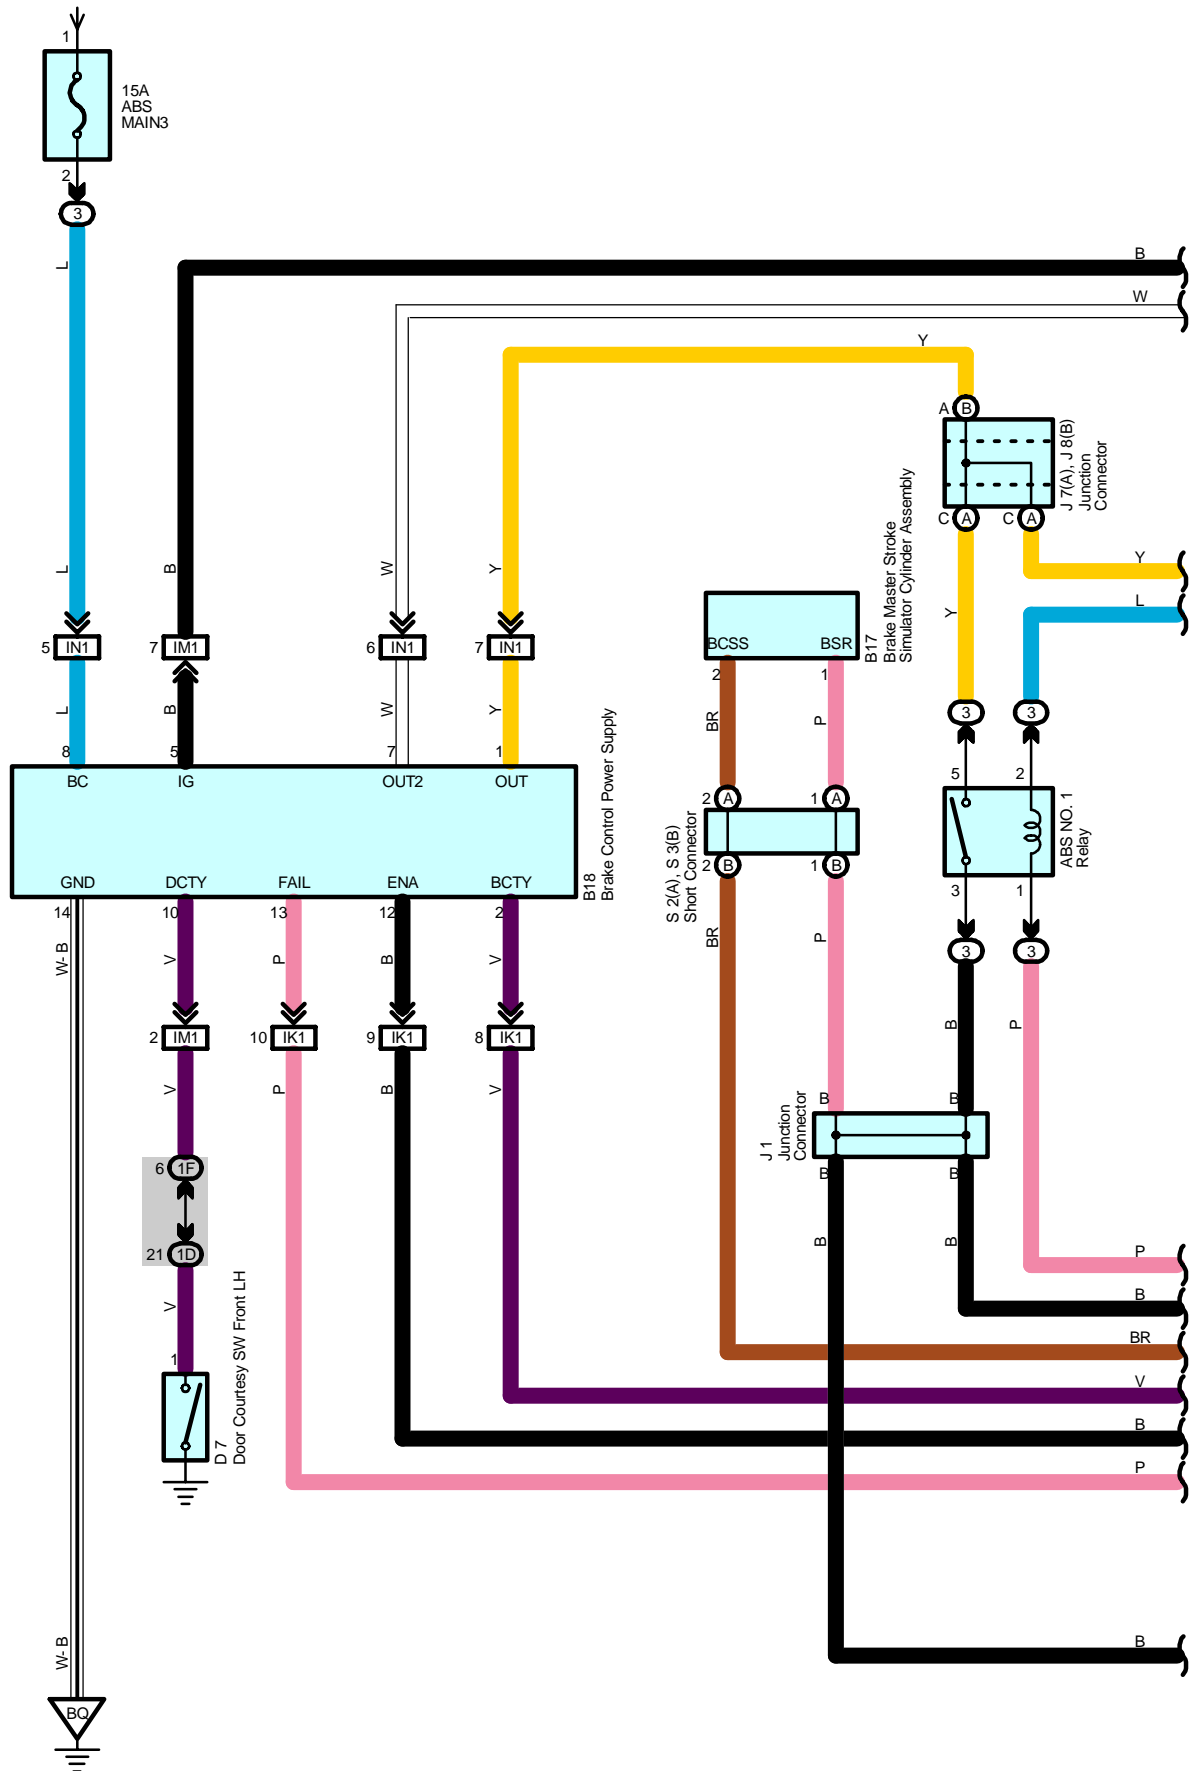 1
15A
ABS
MAIN3
2
3
L
B
W
Y
A B
J 7(A), J 8(B)
Junction
Connector
C A
C A
L
B
W
Y
Y
Y
L
5 IN1
7 IM1
6 IN1
7 IN1
BCSS
BSR
B17
Brake Master Stroke
Simulator Cylinder Assembly
2
1
L
B
W
Y
BR
P
3
3
8
5
7
1
BC
IG
OUT2
OUT
B18
Brake Control Power Supply
5
2
2 A
1 A
S 2(A), S 3(B)
Short Connector
ABS NO. 1
Relay
2 B
1 B
GND
DCTY
FAIL
ENA
BCTY
3
1
14
10
13
12
2
W- B
V
P
B
V
BR
P
3
3
2 IM1
10 IK1
9 IK1
8 IK1
B
P
V
P
B
V
B
B
J 1
Junction
Connector
6 1F
B
B
21 1D
B
B
P
V
B
BR
1
D 7
Door Courtesy SW Front LH
V
B
P
W- B
B
BQ